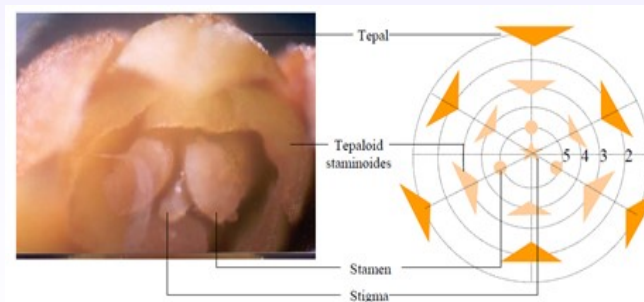 Tepal
Tepaloid
staminoides
5 4 3 2
Stamen
Stigma